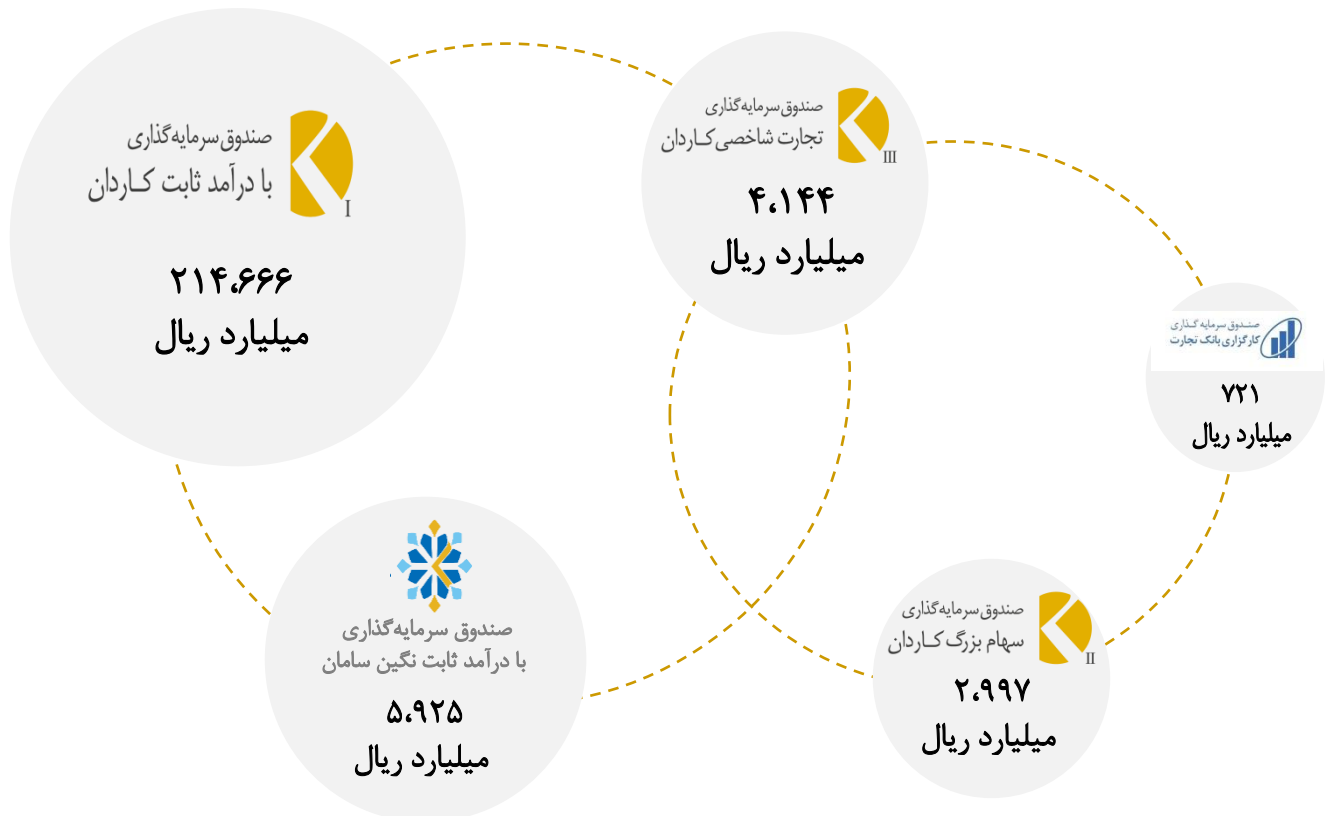 صندوق سرمایه‌گذاری
با درآمد ثابت کـاردان
I
۲۱۴،۶۶۶
میلیارد ریال
صندوق سرمایه‌گذاری
تجارت شاخصی کـاردان
III
۴،۱۴۴
میلیارد ریال
صنـدوق سرمایه گـذاری
کارگزاری بانک تجارت
۷۲۱
میلیارد ریال
صندوق سرمایه‌گذاری
با درآمد ثابت نگین سامان
۵،۹۲۵
میلیارد ریال
صندوق سرمایه‌گذاری
سهام بزرگ کـاردان
II
۲،۹۹۷
میلیارد ریال